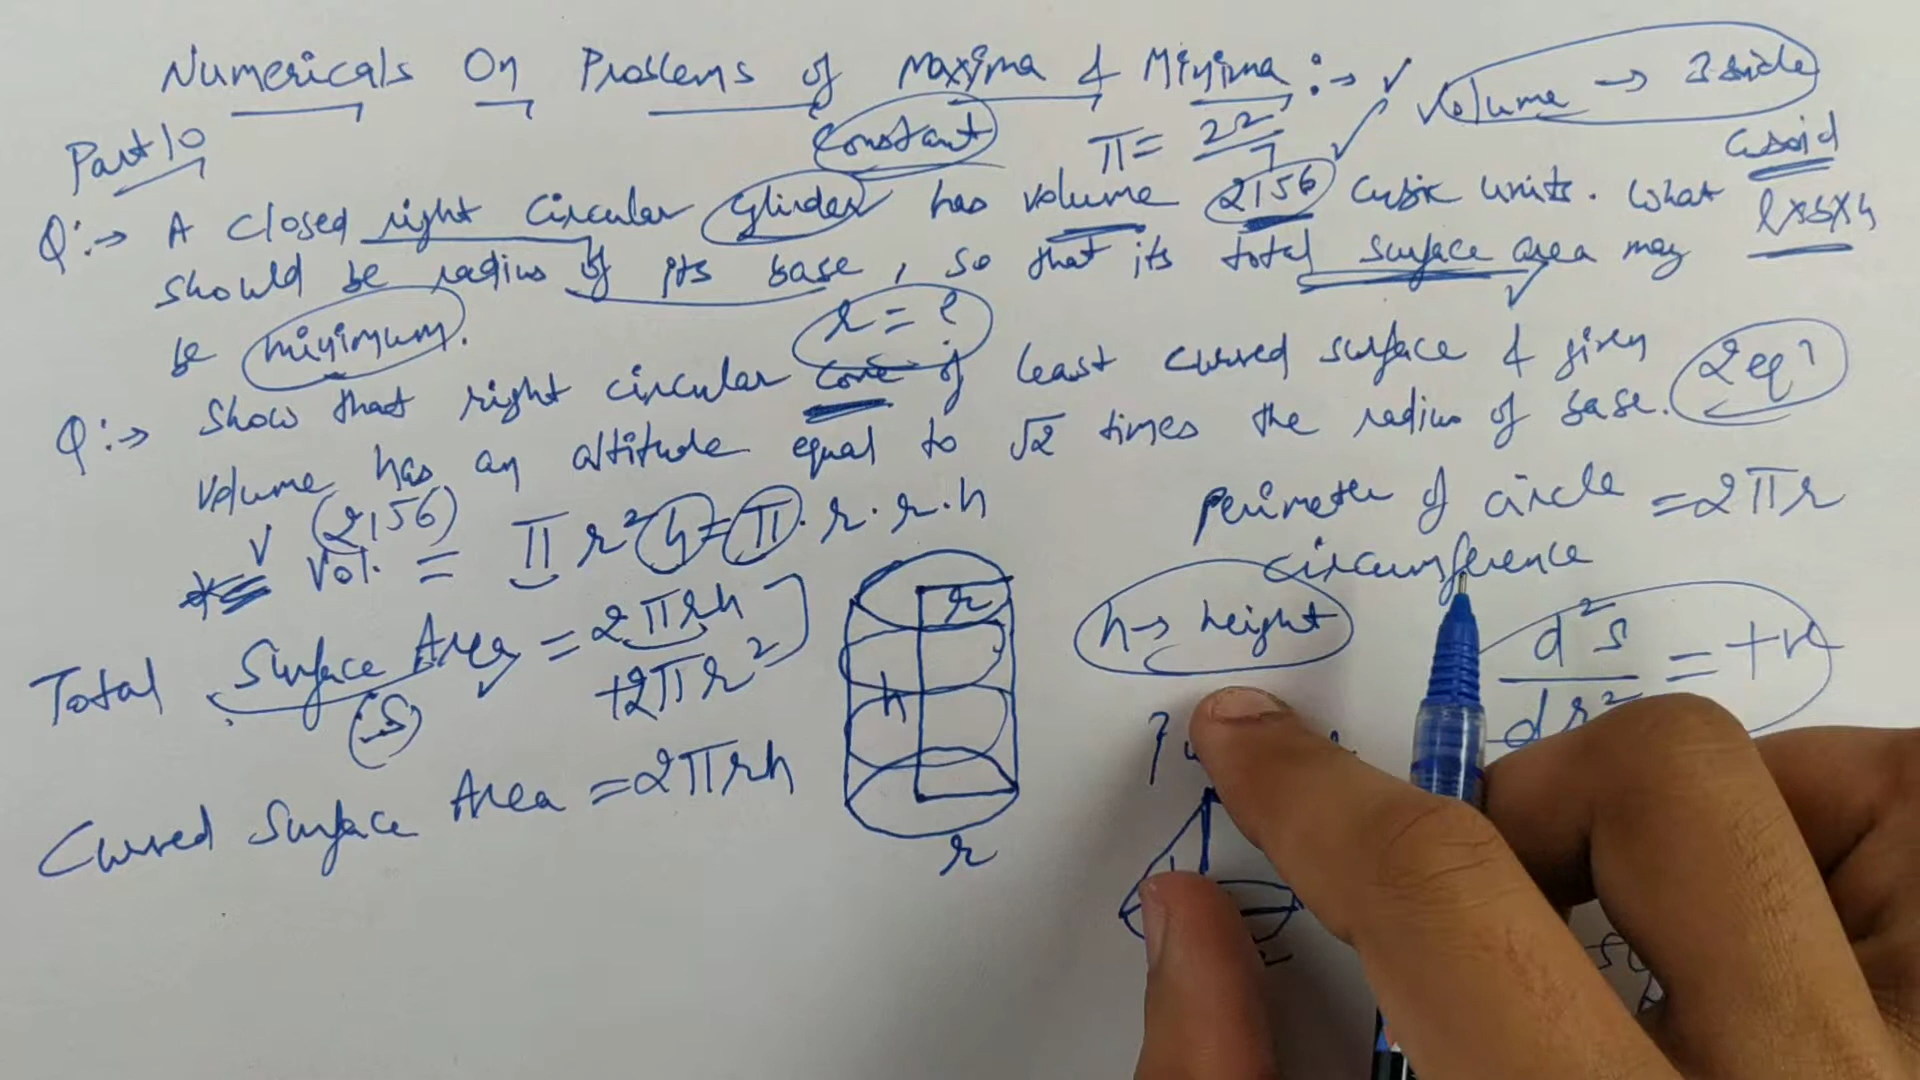 Numericals On Problems of Maxima & Minima :→ ✓
Volume → 3 side
Part 10
Constant
π = 22/7
Cuboid
l×b×h
Q:→ A closed right circular cylinder has volume 2156 cubic units. What
should be radius of its base, so that its total surface area may
be minimum.
r = ?
Q:→ Show that right circular cone of least curved surface & given
volume has an altitude equal to √2 times the radius of base.
2 eqⁿ
(2156)
Vol. = πr²h = π·r·r·h
Perimeter of circle = 2πr
circumference
Total Surface Area = 2πrh
+2πr²
(S)
r
h
r
h → height
d²s/dr² = +ve
Curved Surface Area = 2πrh